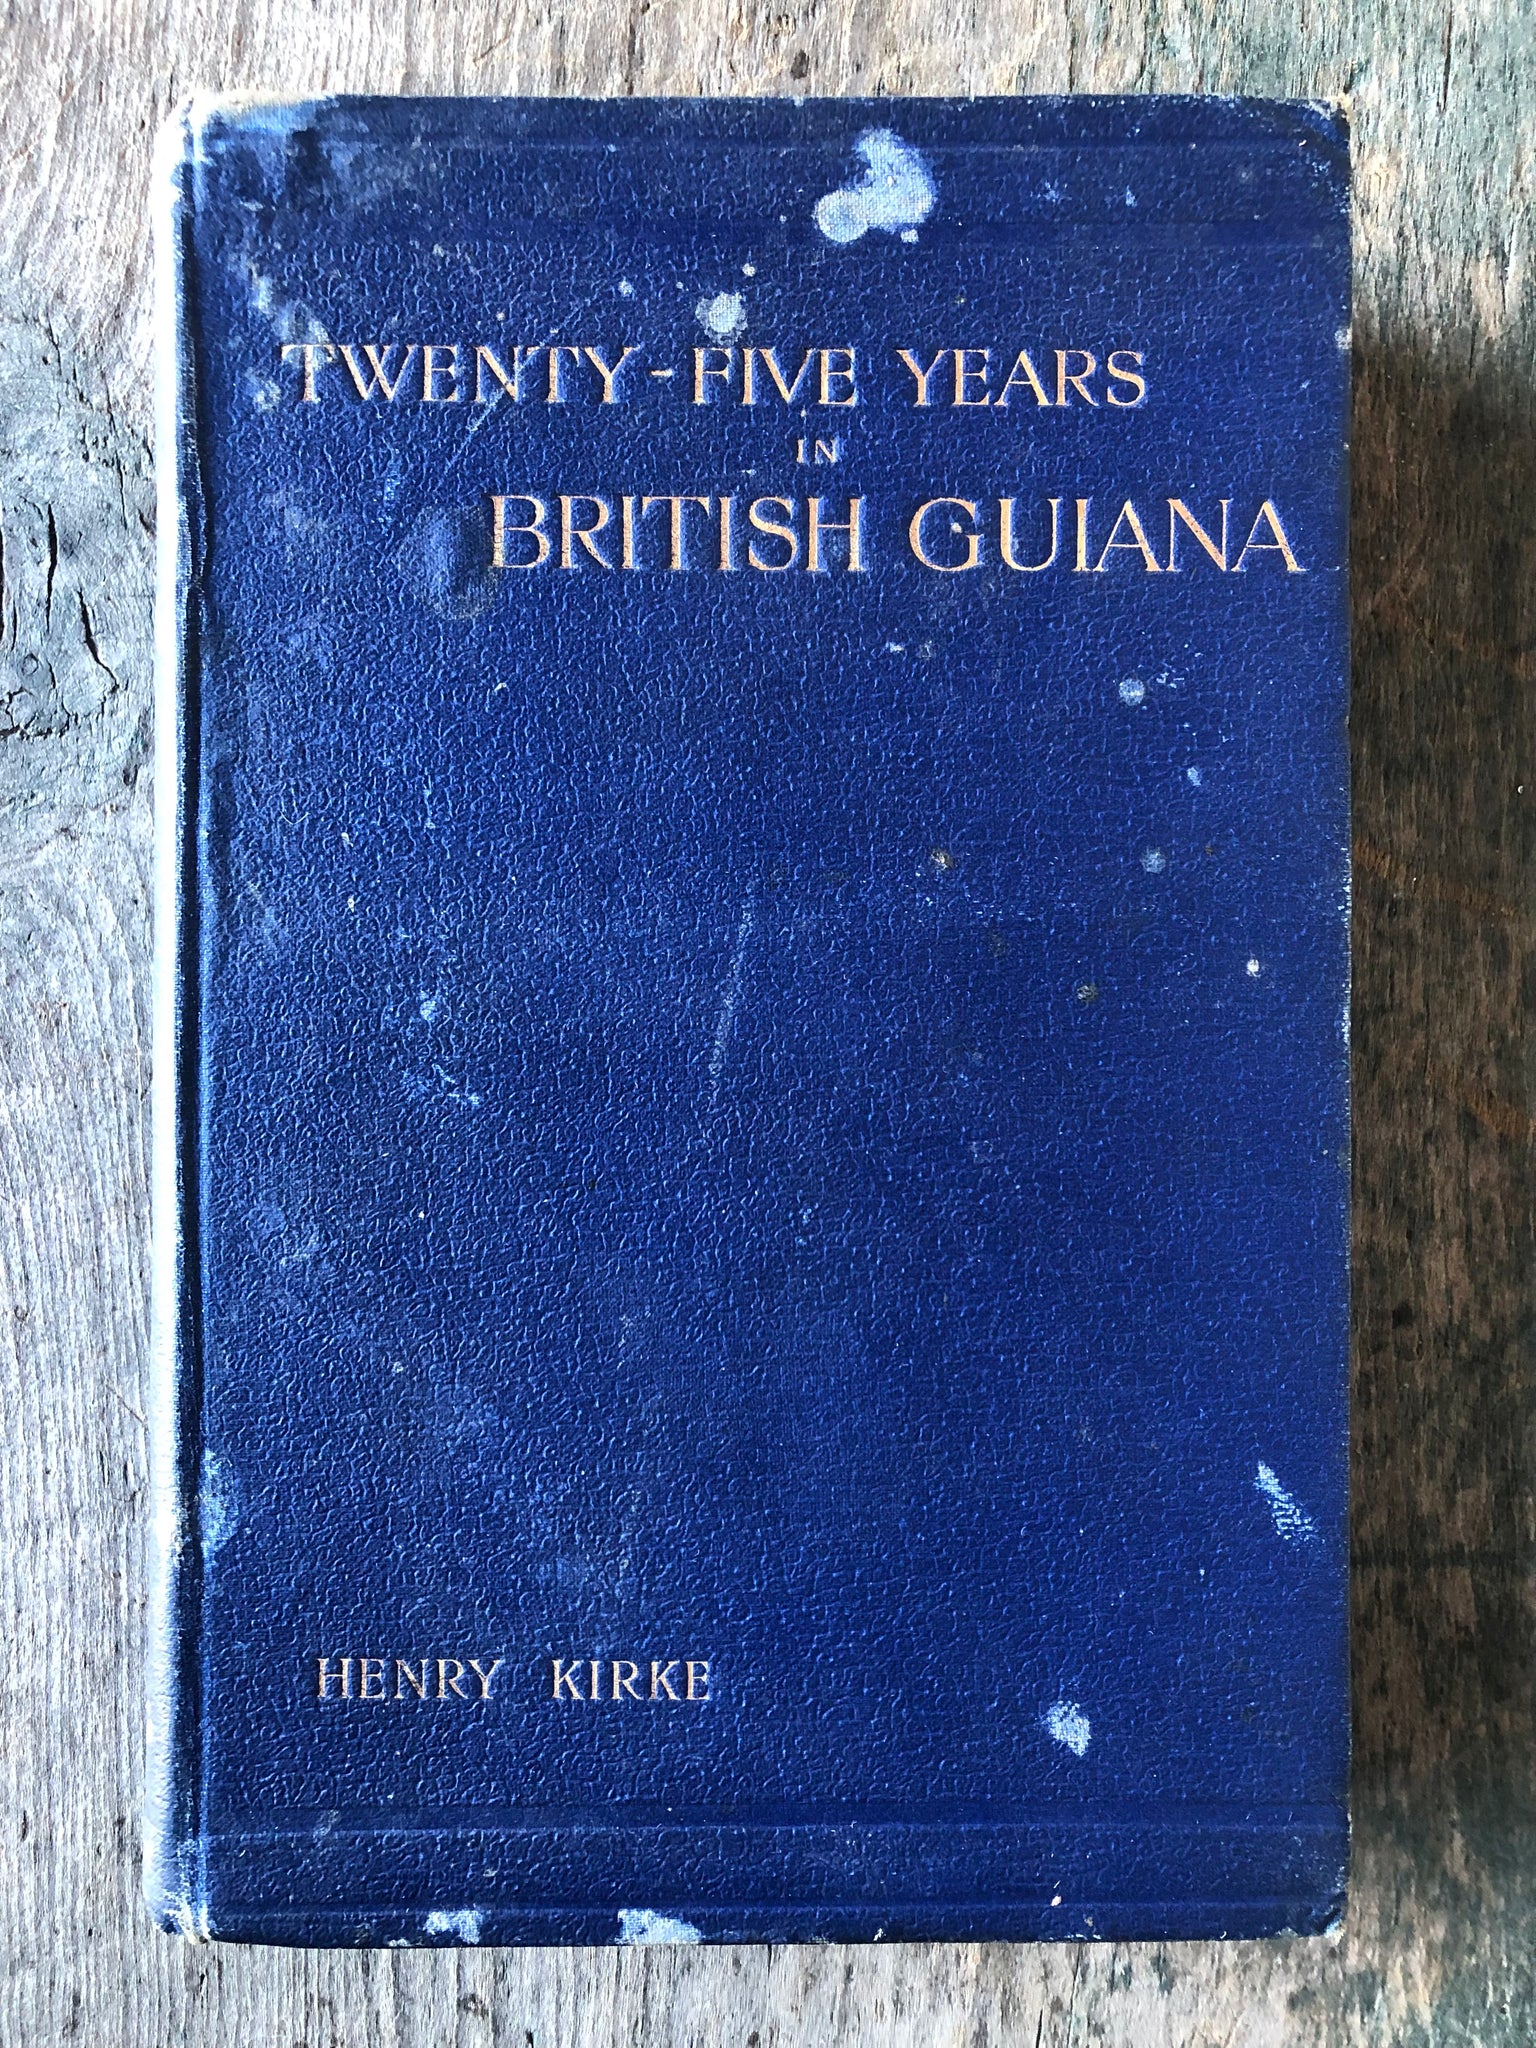 TWENTY-FIVE YEARS
IN
BRITISH GUIANA
HENRY KIRKE